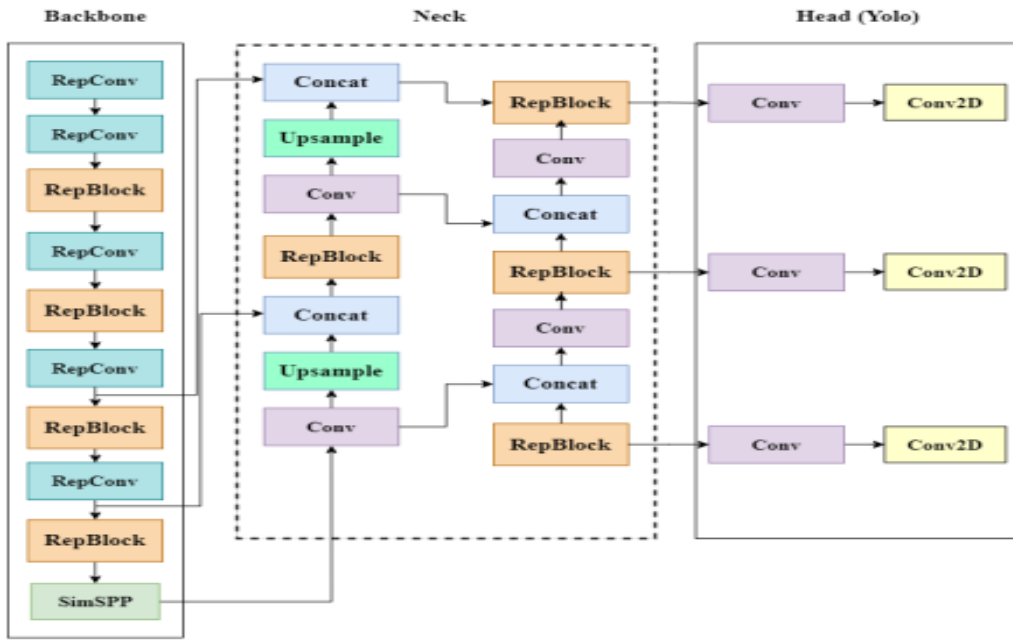 Backbone
Neck
Head (Yolo)
RepConv
RepConv
RepBlock
RepConv
RepBlock
RepConv
RepBlock
RepConv
RepBlock
SimSPP
Concat
Upsample
Conv
RepBlock
Concat
Upsample
Conv
RepBlock
Conv
Concat
RepBlock
Conv
Concat
RepBlock
Conv
Conv2D
Conv
Conv2D
Conv
Conv2D